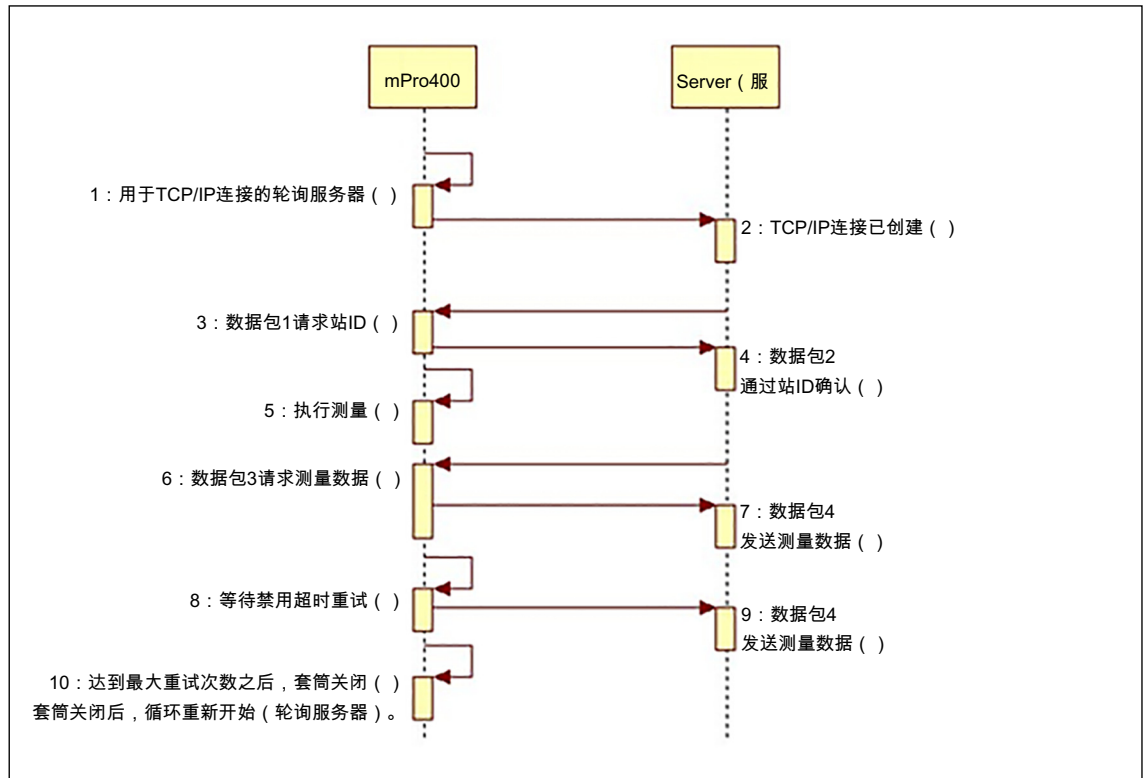 mPro400
Server（服
1：用于TCP/IP连接的轮询服务器（ ）
2：TCP/IP连接已创建（ ）
3：数据包1请求站ID（ ）
4：数据包2
通过站ID确认（ ）
5：执行测量（ ）
6：数据包3请求测量数据（ ）
7：数据包4
发送测量数据（ ）
8：等待禁用超时重试（ ）
9：数据包4
发送测量数据（ ）
10：达到最大重试次数之后，套筒关闭（ ）
套筒关闭后，循环重新开始（轮询服务器）。